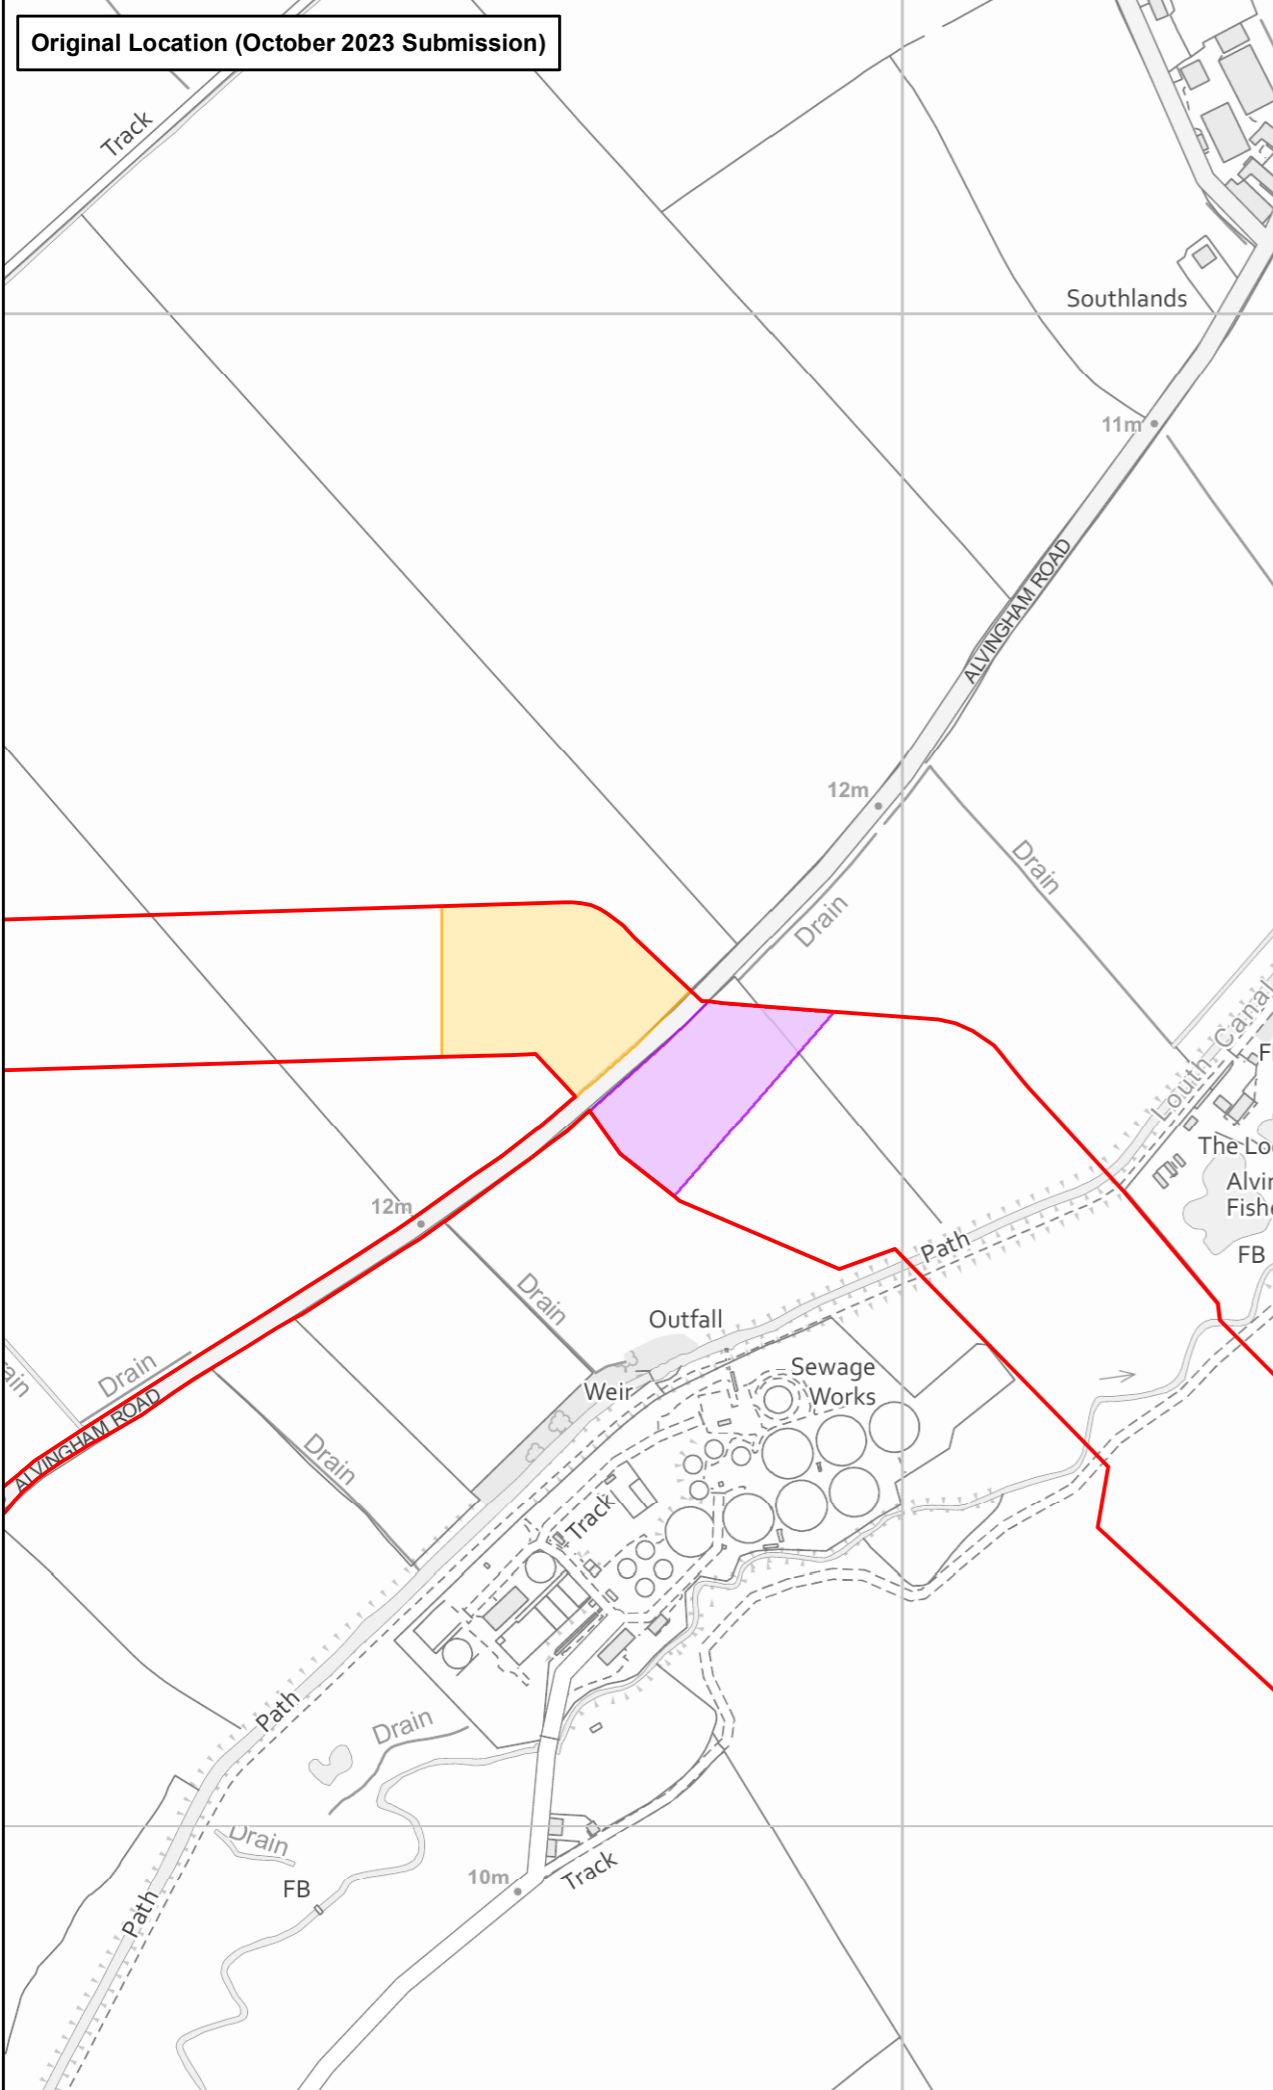 Original Location (October 2023 Submission)
Track
Southlands
11m
ALVINGHAM ROAD
12m
Drain
Drain
Louth Canal
The Lo
Alvin
Fishe
FB
Path
12m
Drain
Outfall
Weir
Sewage
Works
Drain
ALVINGHAM ROAD
Drain
Track
Path
Drain
Drain
FB
10m
Track
Path